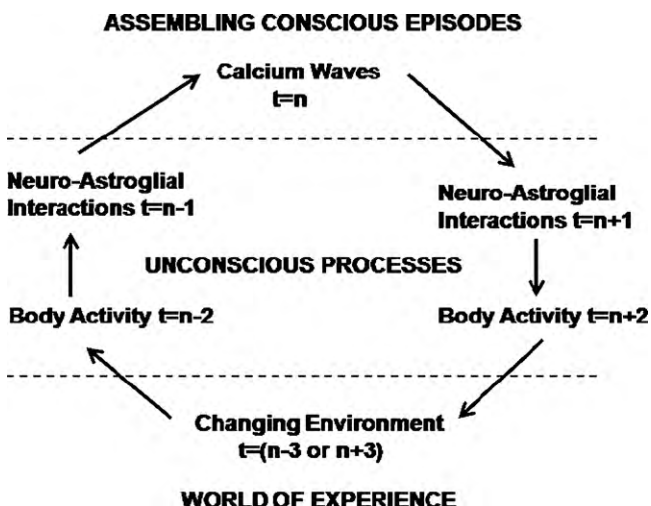 ASSEMBLING CONSCIOUS EPISODES
Calcium Waves
t=n
Neuro-Astroglial
Interactions t=n-1
Neuro-Astroglial
Interactions t=n+1
UNCONSCIOUS PROCESSES
Body Activity t=n-2
Body Activity t=n+2
Changing Environment
t=(n-3 or n+3)
WORLD OF EXPERIENCE